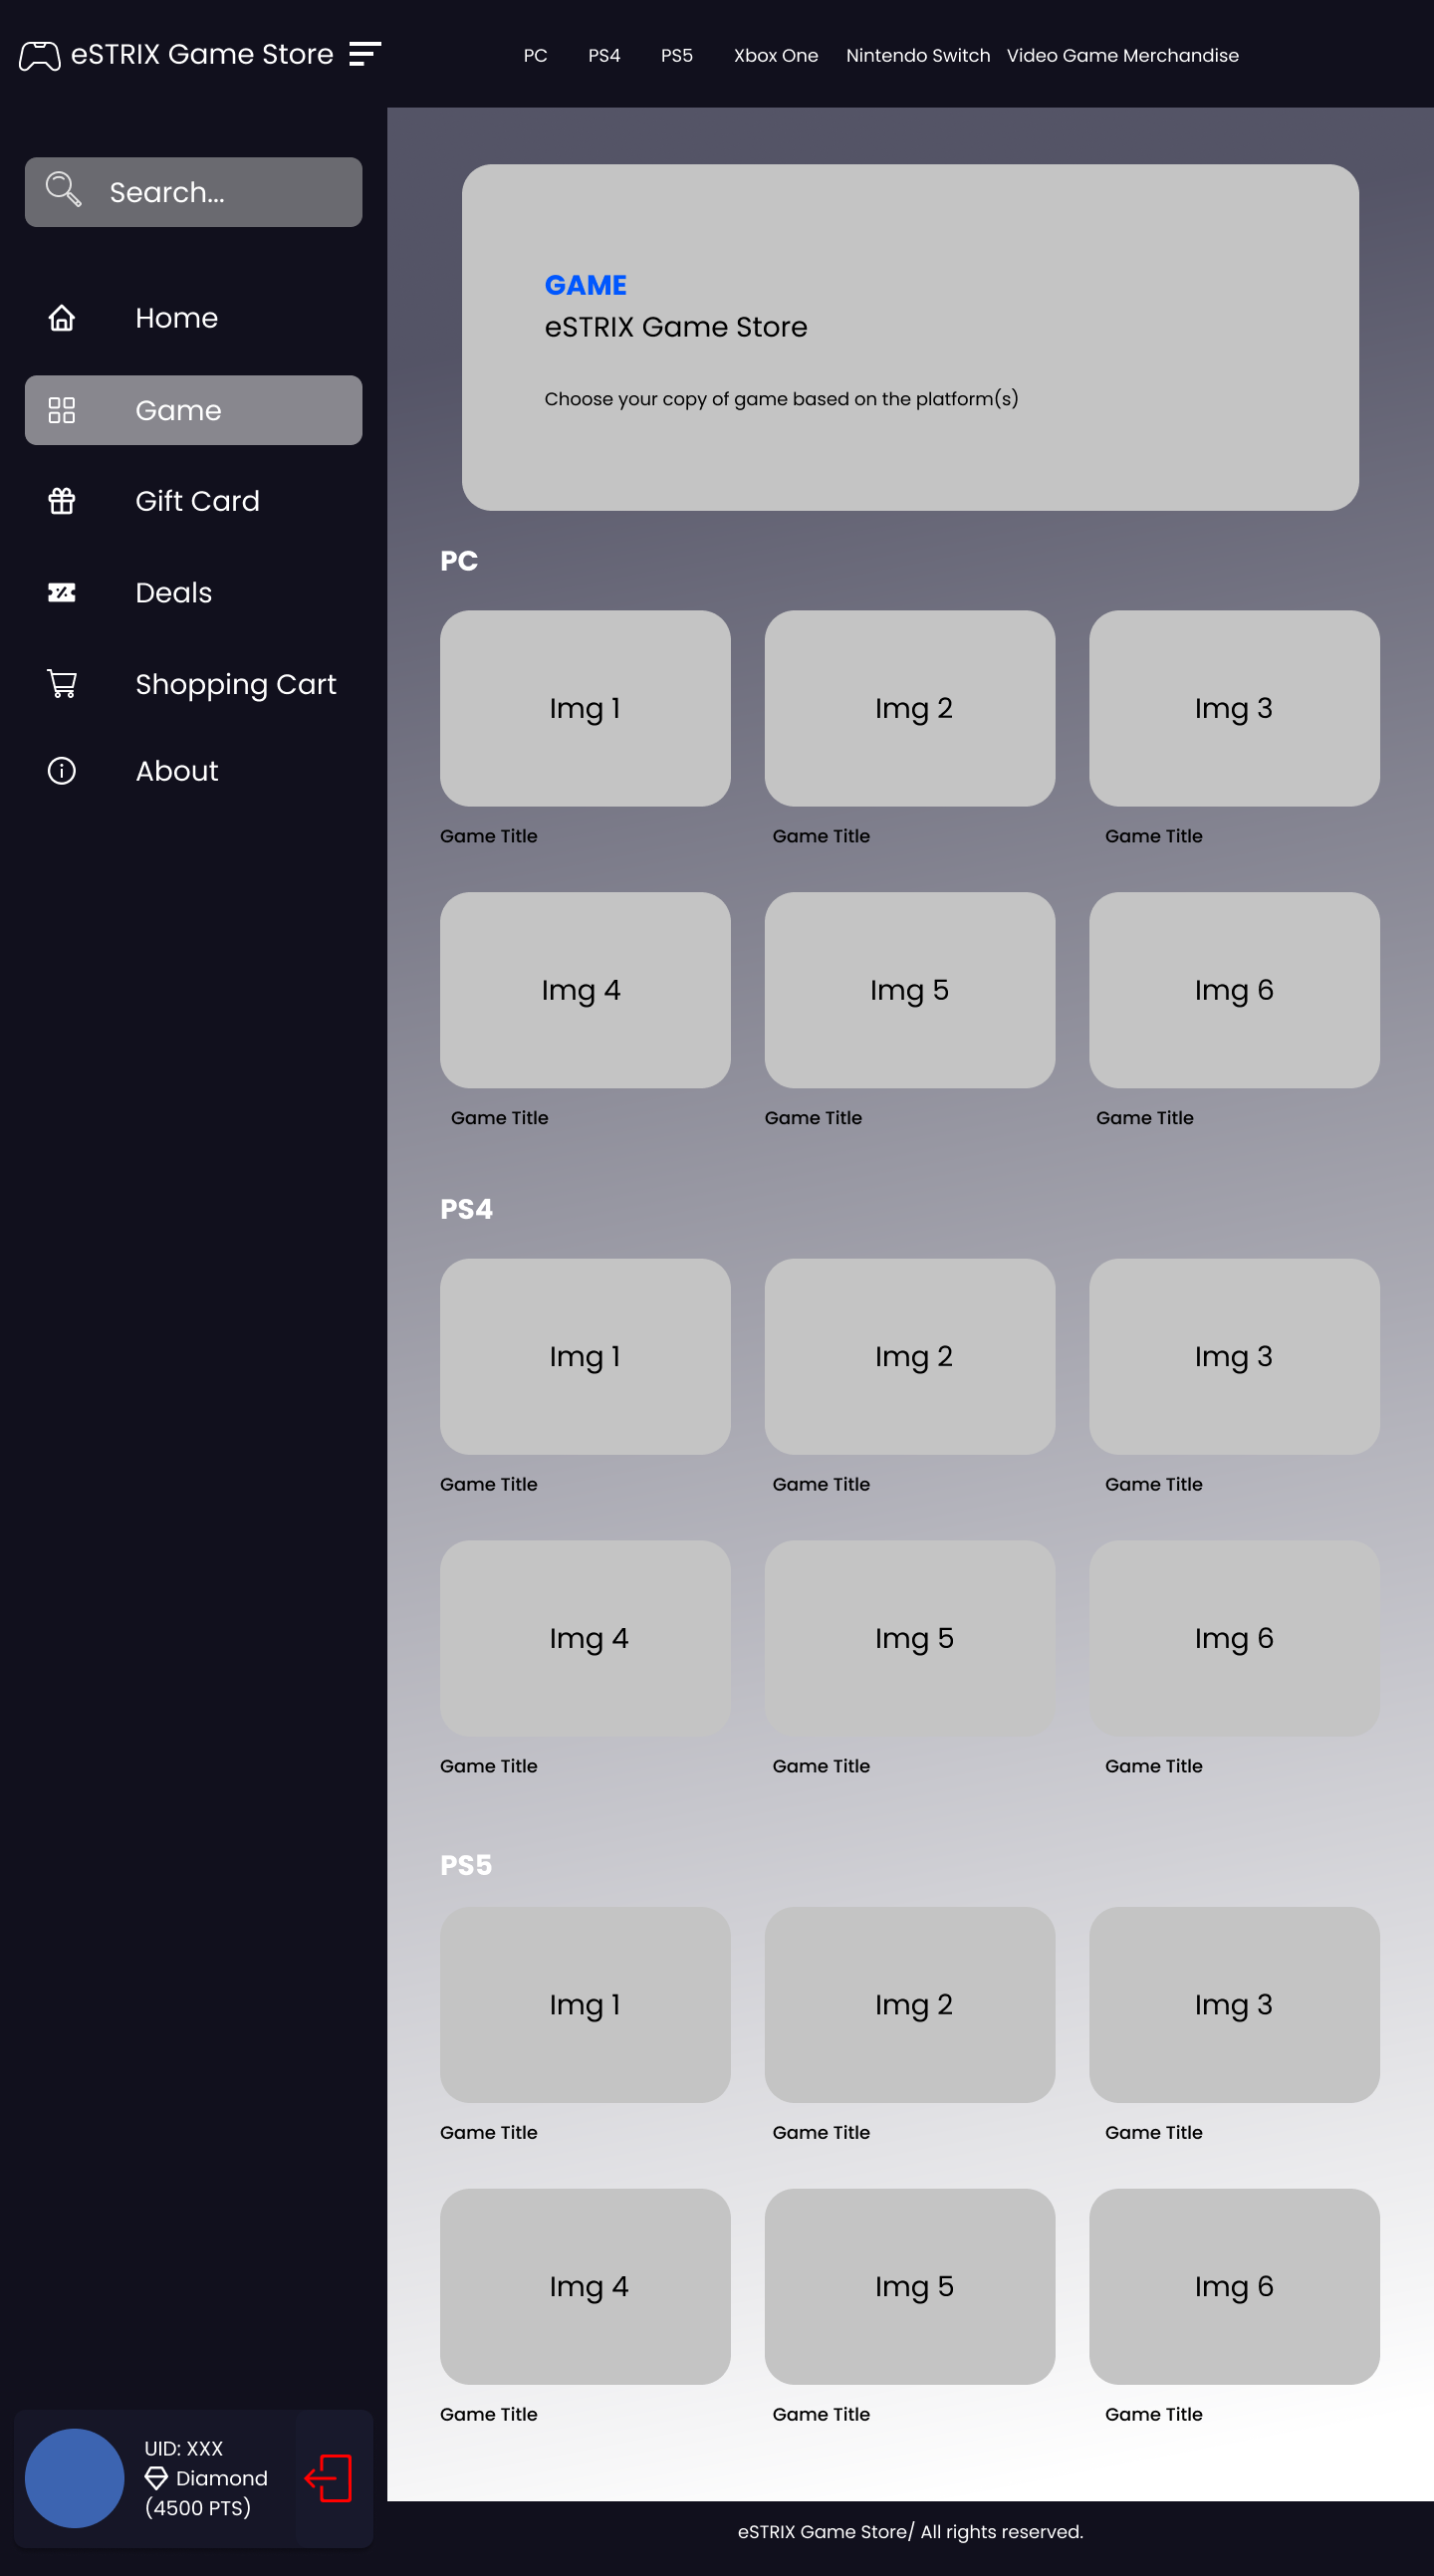 eSTRIX Game Store
PC PS4 PS5 Xbox One Nintendo Switch Video Game Merchandise
Search...
Home
Game
Gift Card
Deals
Shopping Cart
About
UID: XXX
Diamond
(4500 PTS)
GAME
eSTRIX Game Store
Choose your copy of game based on the platform(s)
PC
Img 1 Img 2 Img 3
Game Title Game Title Game Title
Img 4 Img 5 Img 6
Game Title Game Title Game Title
PS4
Img 1 Img 2 Img 3
Game Title Game Title Game Title
Img 4 Img 5 Img 6
Game Title Game Title Game Title
PS5
Img 1 Img 2 Img 3
Game Title Game Title Game Title
Img 4 Img 5 Img 6
Game Title Game Title Game Title
eSTRIX Game Store/ All rights reserved.